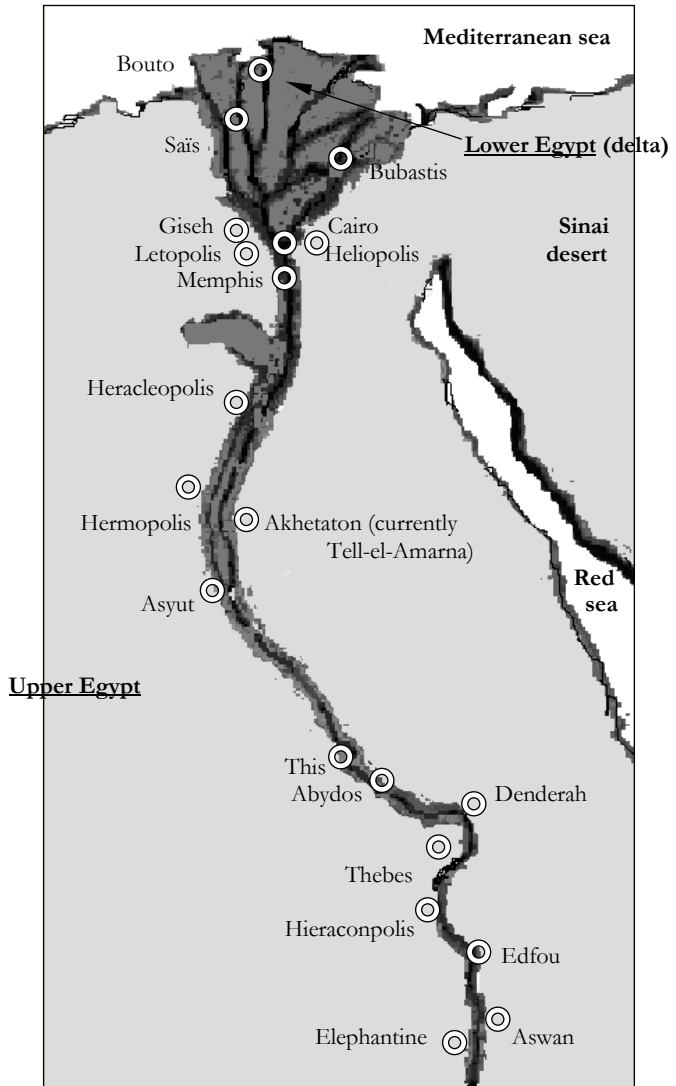 Mediterranean sea
Bouto
Saïs
Lower Egypt (delta)
Bubastis
Giseh
Cairo
Sinai
desert
Letopolis
Heliopolis
Memphis
Heracleopolis
Hermopolis
Akhetaton (currently
Tell-el-Amarna)
Red
sea
Asyut
Upper Egypt
This
Abydos
Denderah
Thebes
Hieraconpolis
Edfou
Elephantine
Aswan